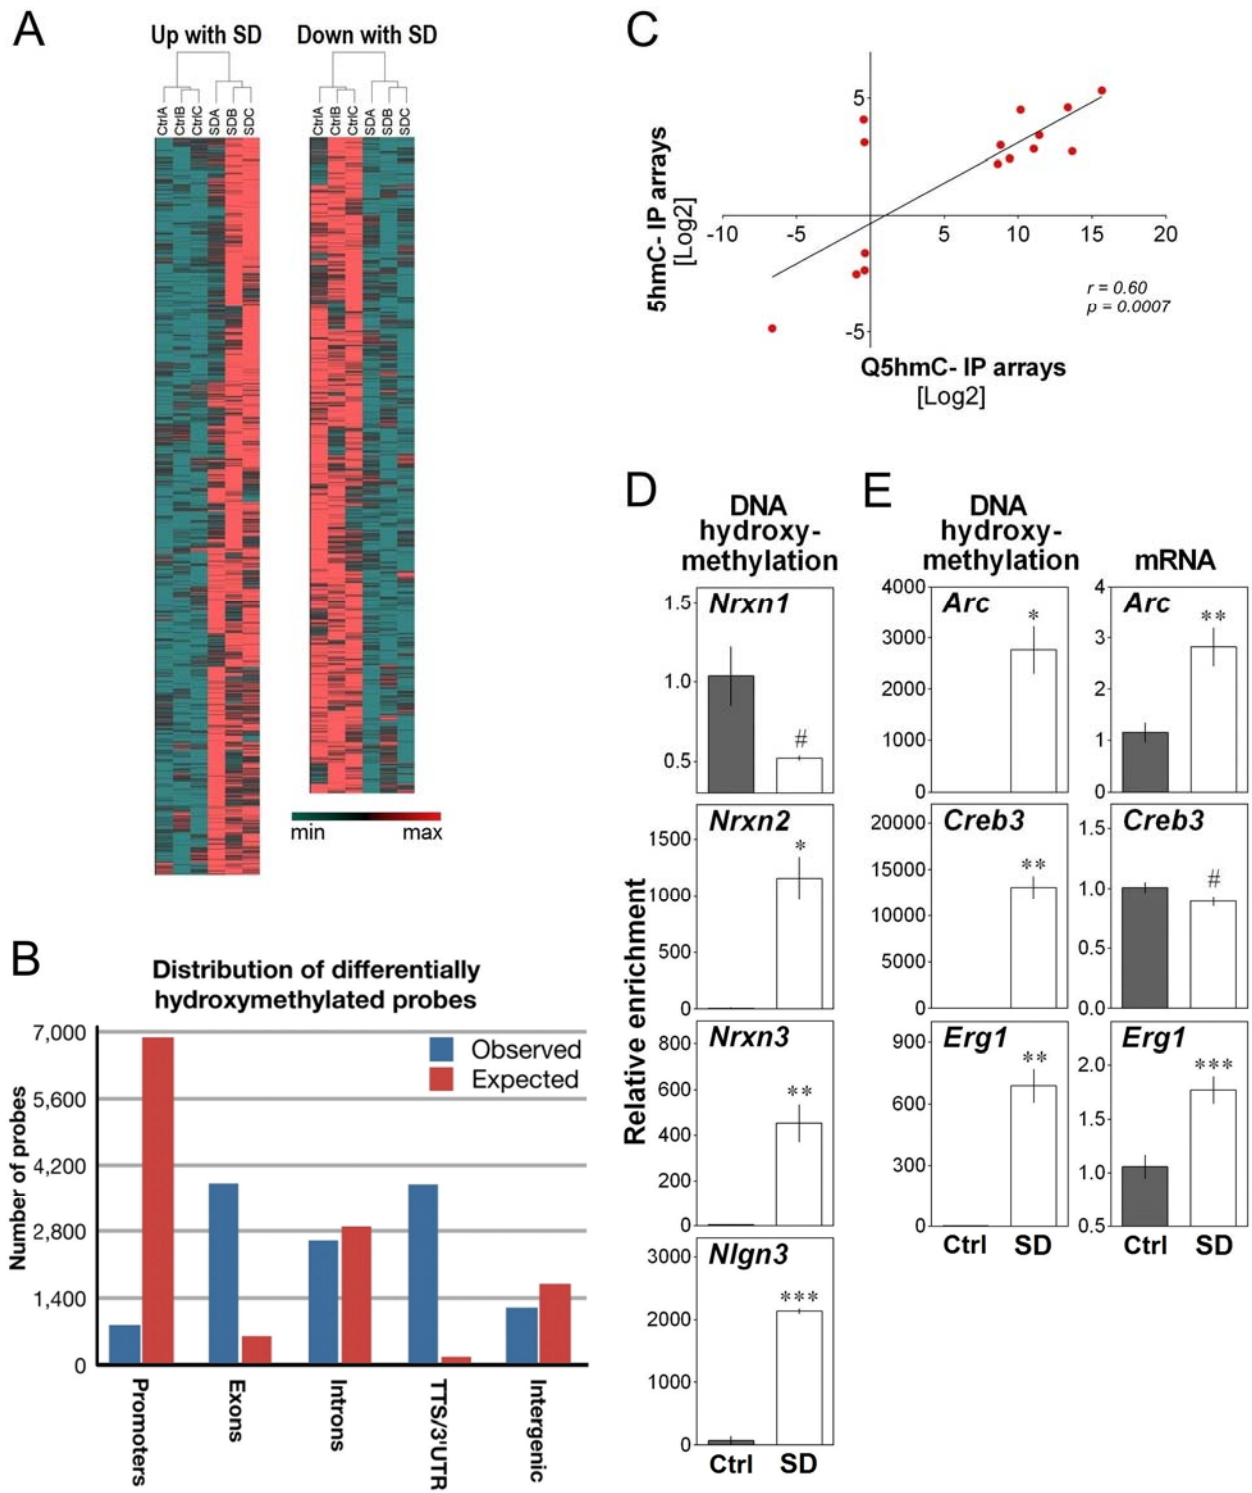 A
Up with SD
Down with SD
CtrlA
CtrlB
CtrlC
SDA
SDB
SDC
CtrlA
CtrlB
CtrlC
SDA
SDB
SDC
min
max
B
Distribution of differentially
hydroxymethylated probes
Observed
Expected
Number of probes
7,000
5,600
4,200
2,800
1,400
0
Promoters
Exons
Introns
TTS/3'UTR
Intergenic
C
5hmC- IP arrays
[Log2]
5
-5
-10
-5
5
10
15
20
r = 0.60
p = 0.0007
Q5hmC- IP arrays
[Log2]
D
DNA
hydroxy-
methylation
Relative enrichment
Nrxn1
1.5
1.0
0.5
#
Nrxn2
1500
1000
500
0
*
Nrxn3
800
600
400
200
0
**
Nlgn3
3000
2000
1000
0
***
Ctrl
SD
E
DNA
hydroxy-
methylation
mRNA
Arc
4000
3000
2000
1000
0
*
Arc
4
3
2
1
0
**
Creb3
20000
15000
10000
5000
0
**
Creb3
1.5
1.0
0.5
0.0
#
Erg1
900
600
300
0
**
Erg1
2.0
1.5
1.0
0.5
***
Ctrl
SD
Ctrl
SD